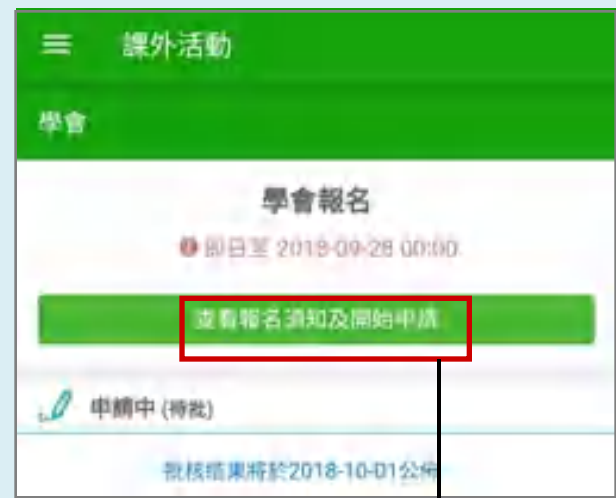 課外活動
學會
學會報名
即日至 2018-09-28 00:00
查看報名須知及開始申請
申請中 (待批)
批核結果將於2018-10-01公佈